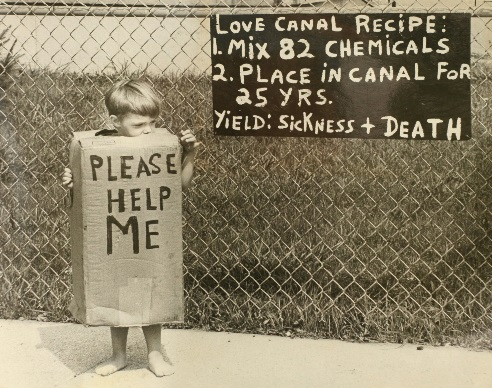 LOVE CANAL RECIPE:
1. MIX 82 CHEMICALS
2. PLACE IN CANAL FOR
25 YRS.
YIELD: SICKNESS + DEATH
PLEASE
HELP
ME